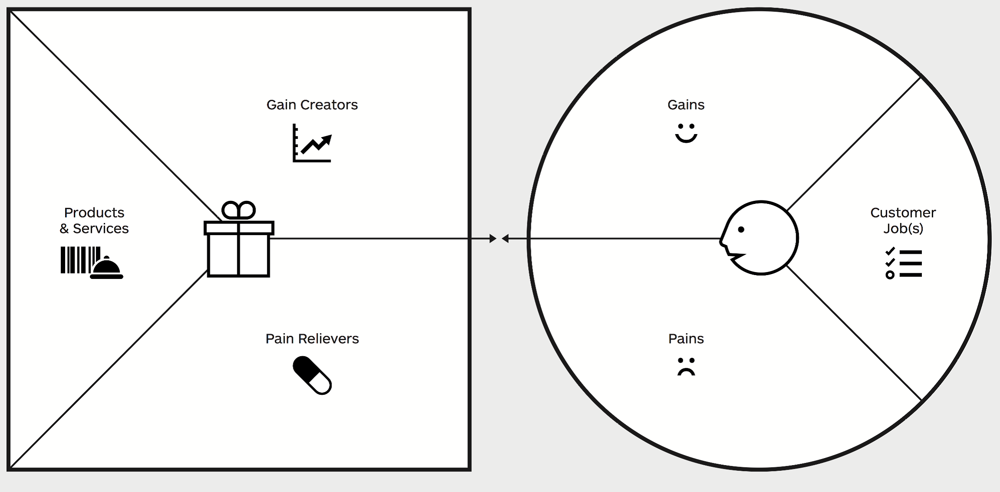 Gain Creators
Products
& Services
Pain Relievers
Gains
Customer
Job(s)
Pains